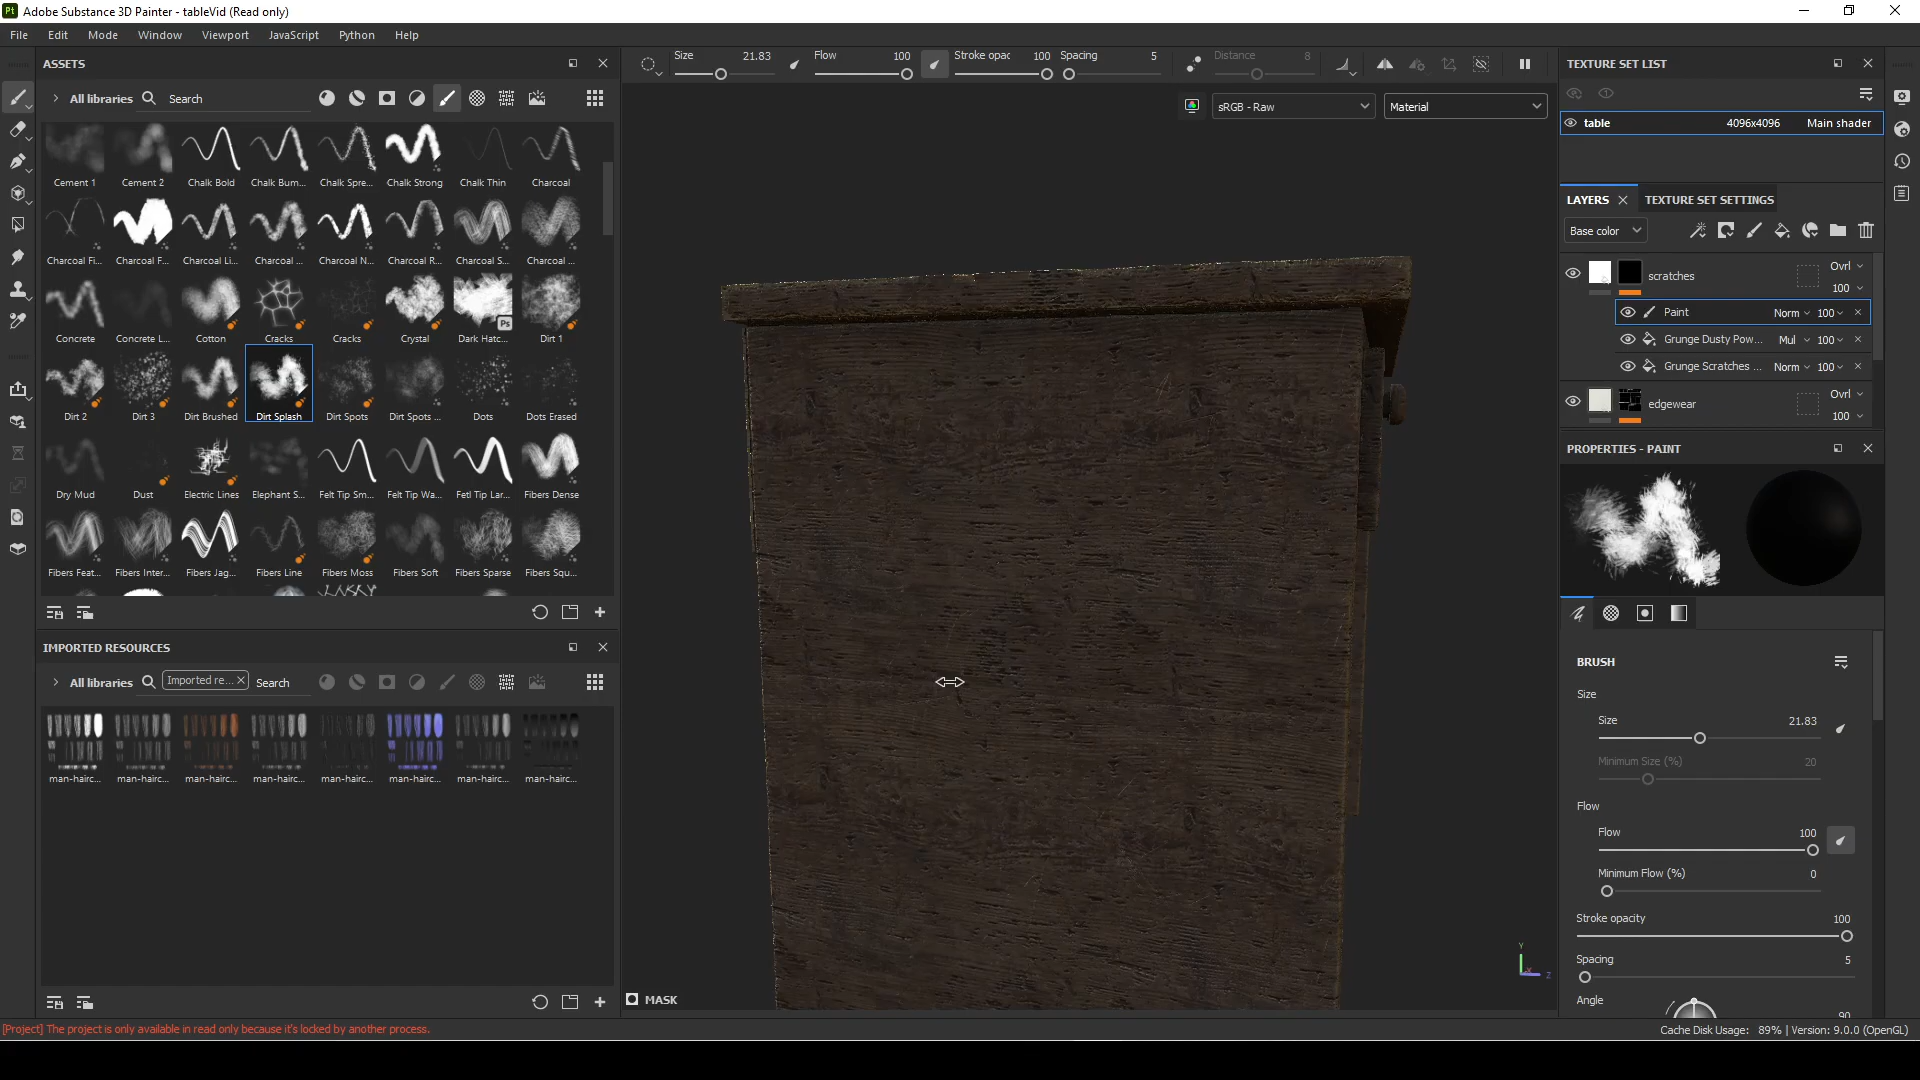 Pt Adobe Substance 3D Painter - tableVid (Read only)
File Edit Mode Window Viewport JavaScript Python Help
ASSETS
All libraries Search
Cement 1 Cement 2 Chalk Bold Chalk Bum... Chalk Spre... Chalk Strong Chalk Thin Charcoal
Charcoal Fi... Charcoal F... Charcoal Li... Charcoal ... Charcoal N... Charcoal R... Charcoal S... Charcoal ...
Concrete Concrete L... Cotton Cracks Cracks Crystal Dark Hatc... Dirt 1
Ps
Dirt 2 Dirt 3 Dirt Brushed Dirt Splash Dirt Spots Dirt Spots ... Dots Dots Erased
Dry Mud Dust Electric Lines Elephant S... Felt Tip Sm... Felt Tip Wa... Fetl Tip Lar... Fibers Dense
Fibers Feat... Fibers Inter... Fibers Jag... Fibers Line Fibers Moss Fibers Soft Fibers Sparse Fibers Squ...
IMPORTED RESOURCES
All libraries Imported re... Search
man-hairc... man-hairc... man-hairc... man-hairc... man-hairc... man-hairc... man-hairc... man-hairc...
Size 21.83 Flow 100 Stroke opac 100 Spacing 5 Distance 8
sRGB - Raw Material
MASK
Y
Z
TEXTURE SET LIST
table 4096x4096 Main shader
LAYERS TEXTURE SET SETTINGS
Base color
scratches Ovrl 100
Paint Norm 100
Grunge Dusty Pow... Mul 100
Grunge Scratches ... Norm 100
edgewear Ovrl 100
PROPERTIES - PAINT
BRUSH
Size
Size 21.83
Minimum Size (%) 20
Flow
Flow 100
Minimum Flow (%) 0
Stroke opacity 100
Spacing 5
Angle 90
[Project] The project is only available in read only because it's locked by another process.
Cache Disk Usage: 89% | Version: 9.0.0 (OpenGL)